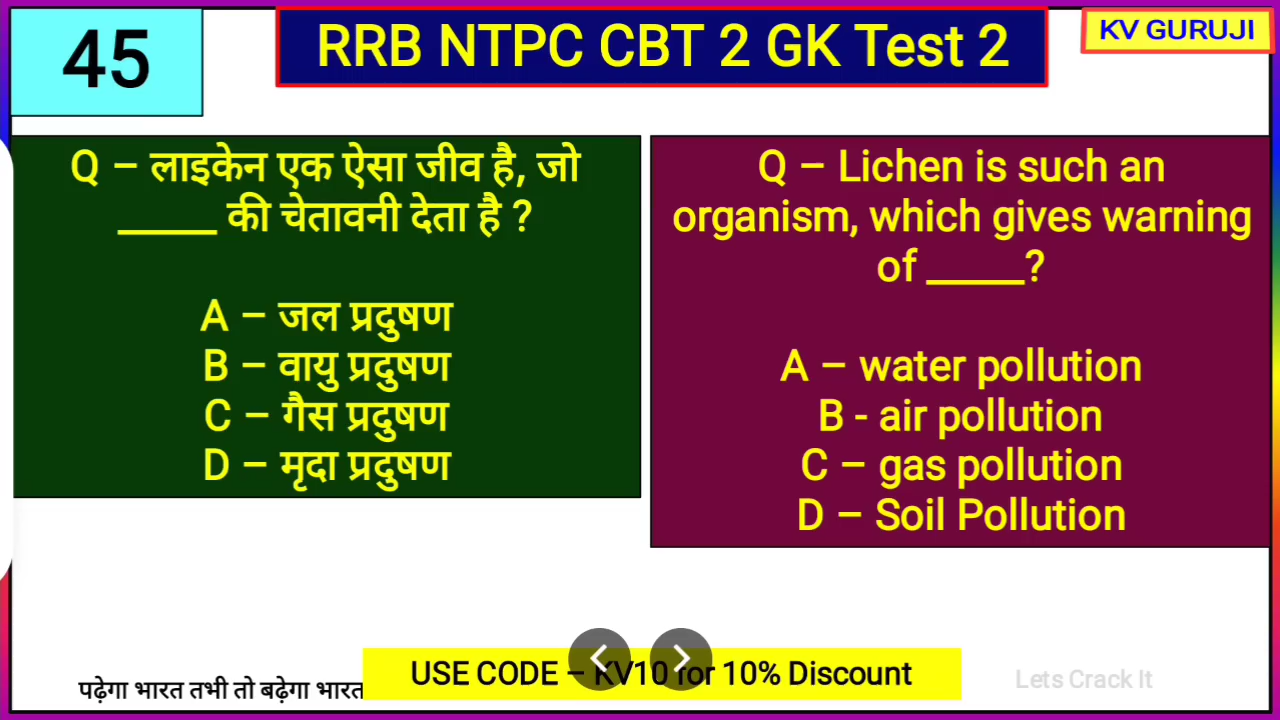 45
RRB NTPC CBT 2 GK Test 2
KV GURUJI
Q – लाइकेन एक ऐसा जीव है, जो
_____ की चेतावनी देता है ?
A – जल प्रदुषण
B – वायु प्रदुषण
C – गैस प्रदुषण
D – मृदा प्रदुषण
Q – Lichen is such an
organism, which gives warning
of _____?
A – water pollution
B - air pollution
C – gas pollution
D – Soil Pollution
पढ़ेगा भारत तभी तो बढ़ेगा भारत
USE CODE – KV10 for 10% Discount
Lets Crack It